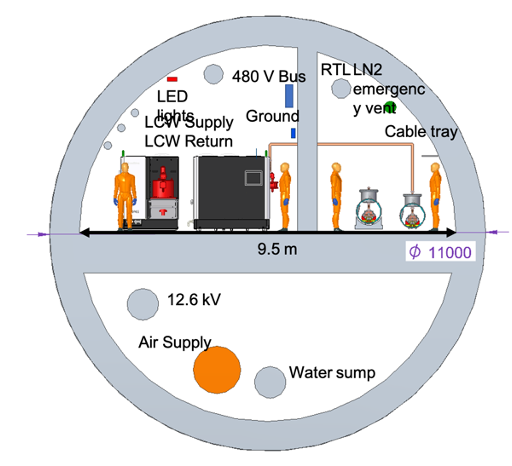 480 V Bus
RTL
LN2
emergenc
y vent
LED
lights
LCW Supply
LCW Return
Ground
Cable tray
9.5 m
ϕ 11000
12.6 kV
Air Supply
Water sump